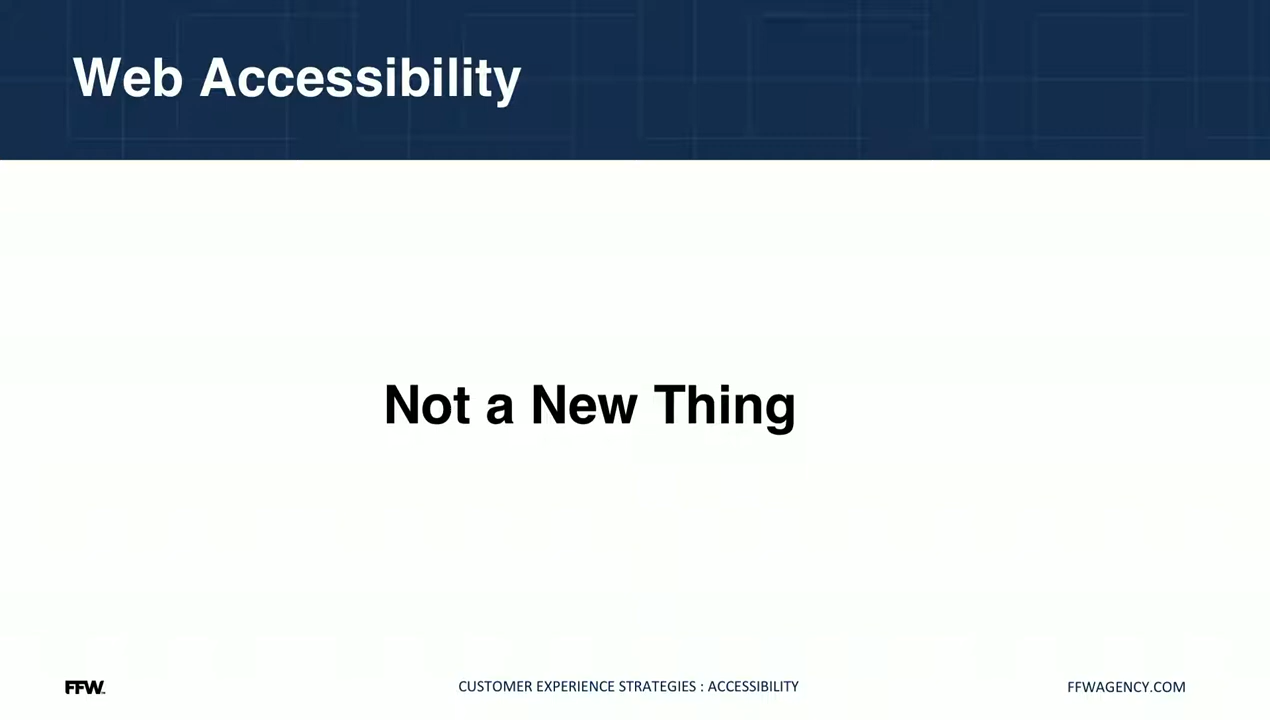 Web Accessibility
Not a New Thing
FFW
CUSTOMER EXPERIENCE STRATEGIES : ACCESSIBILITY
FFWAGENCY.COM